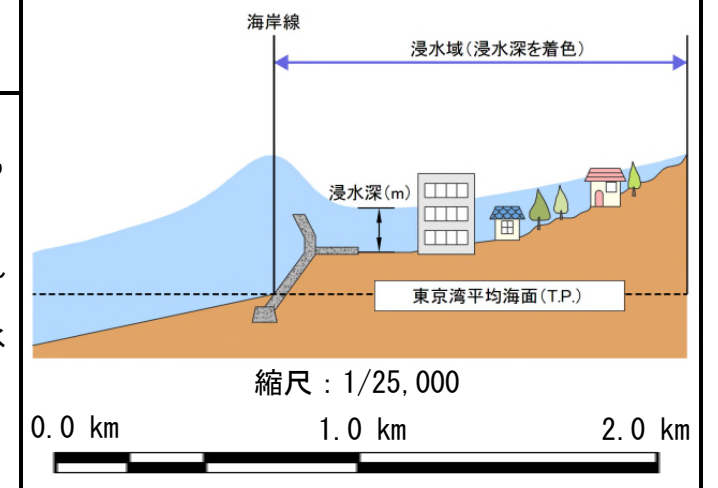 海岸線
浸水域（浸水深を着色）
浸水深（m）
東京湾平均海面（T.P.）
縮尺：1/25,000
0.0 km 1.0 km 2.0 km